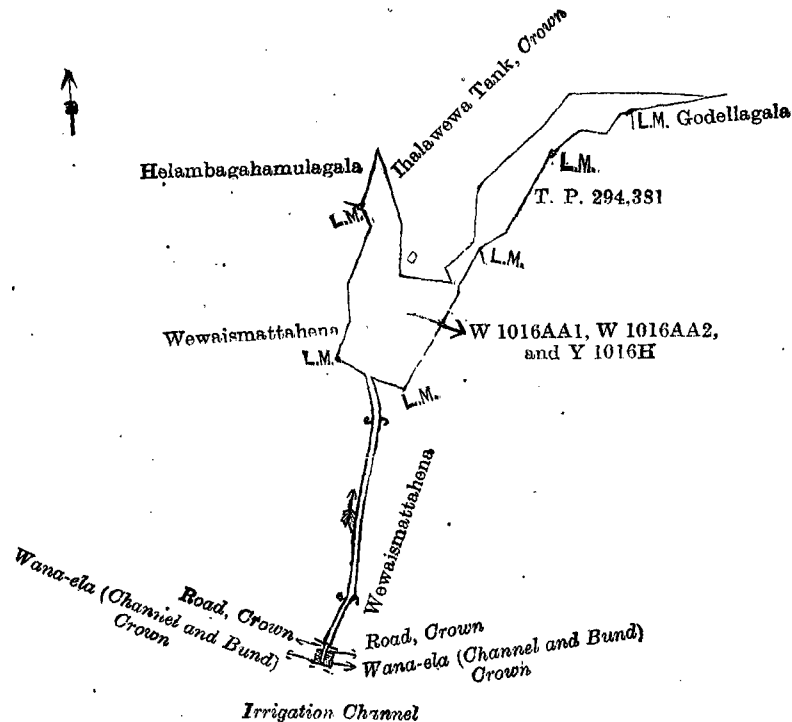 Ihalawewa Tank, Crown
L.M. Godellagala
Helambagahamulagala
L.M.
T. P. 294,381
L.M.
L.M.
Wewaismattahena
W 1016AA1, W 1016AA2,
and Y 1016H
L.M.
L.M.
Wewaismattahena
Wana-ela (Channel and Bund)
Crown
Road, Crown
Road, Crown
Wana-ela (Channel and Bund)
Crown
Irrigation Channel